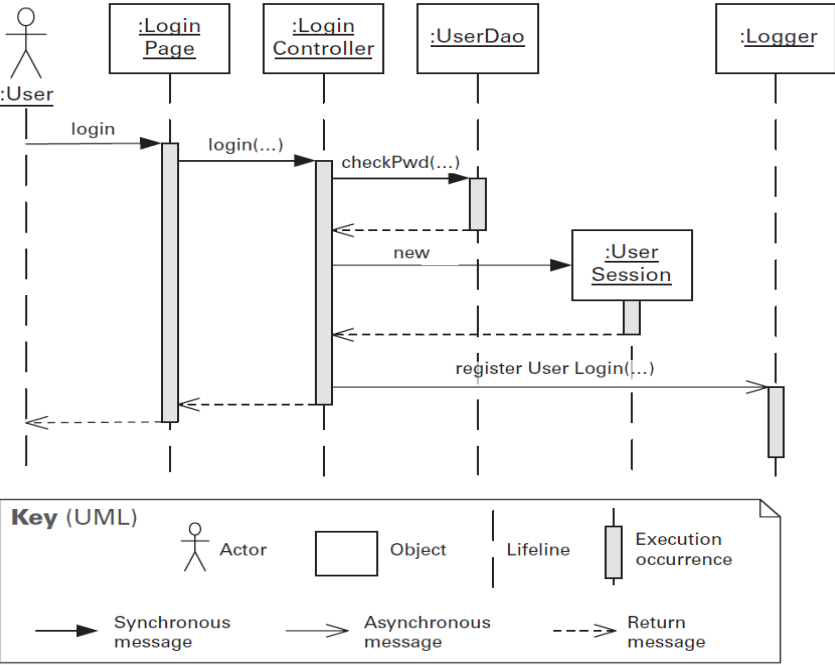 :Login
Page
:Login
Controller
:UserDao
:Logger
:User
login
login(...)
checkPwd(...)
new
:User
Session
register User Login(...)
Key (UML)
Actor
Object
Lifeline
Execution
occurrence
Synchronous
message
Asynchronous
message
Return
message